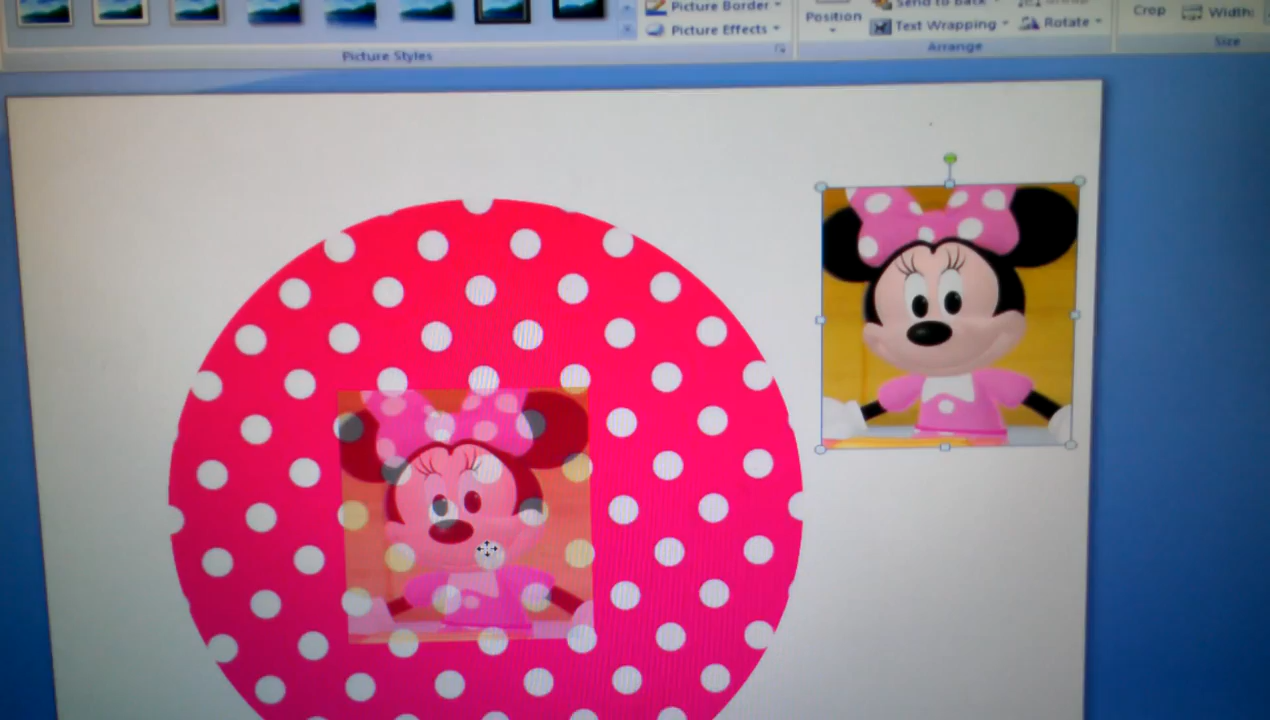 Picture Border
Picture Effects
Picture Styles
Position
Send to Back
Text Wrapping
Rotate
Arrange
Crop
Width:
Size